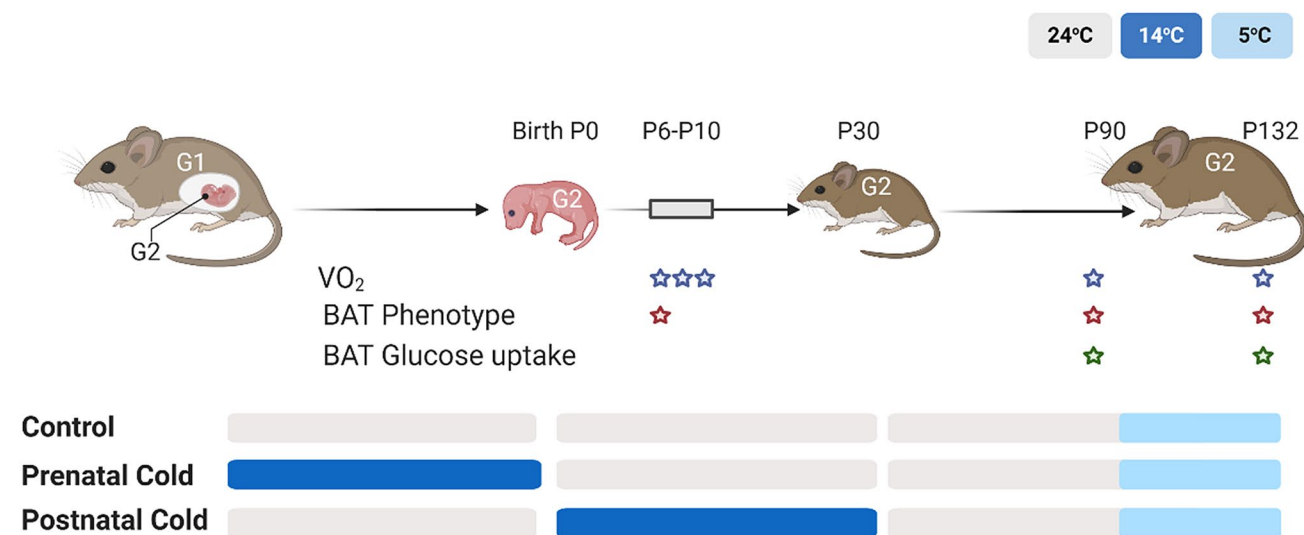 24ºC 14ºC 5ºC
Birth P0 P6-P10 P30 P90 P132
G1 G2 G2 G2
G2
VO₂
BAT Phenotype
BAT Glucose uptake
Control
Prenatal Cold
Postnatal Cold